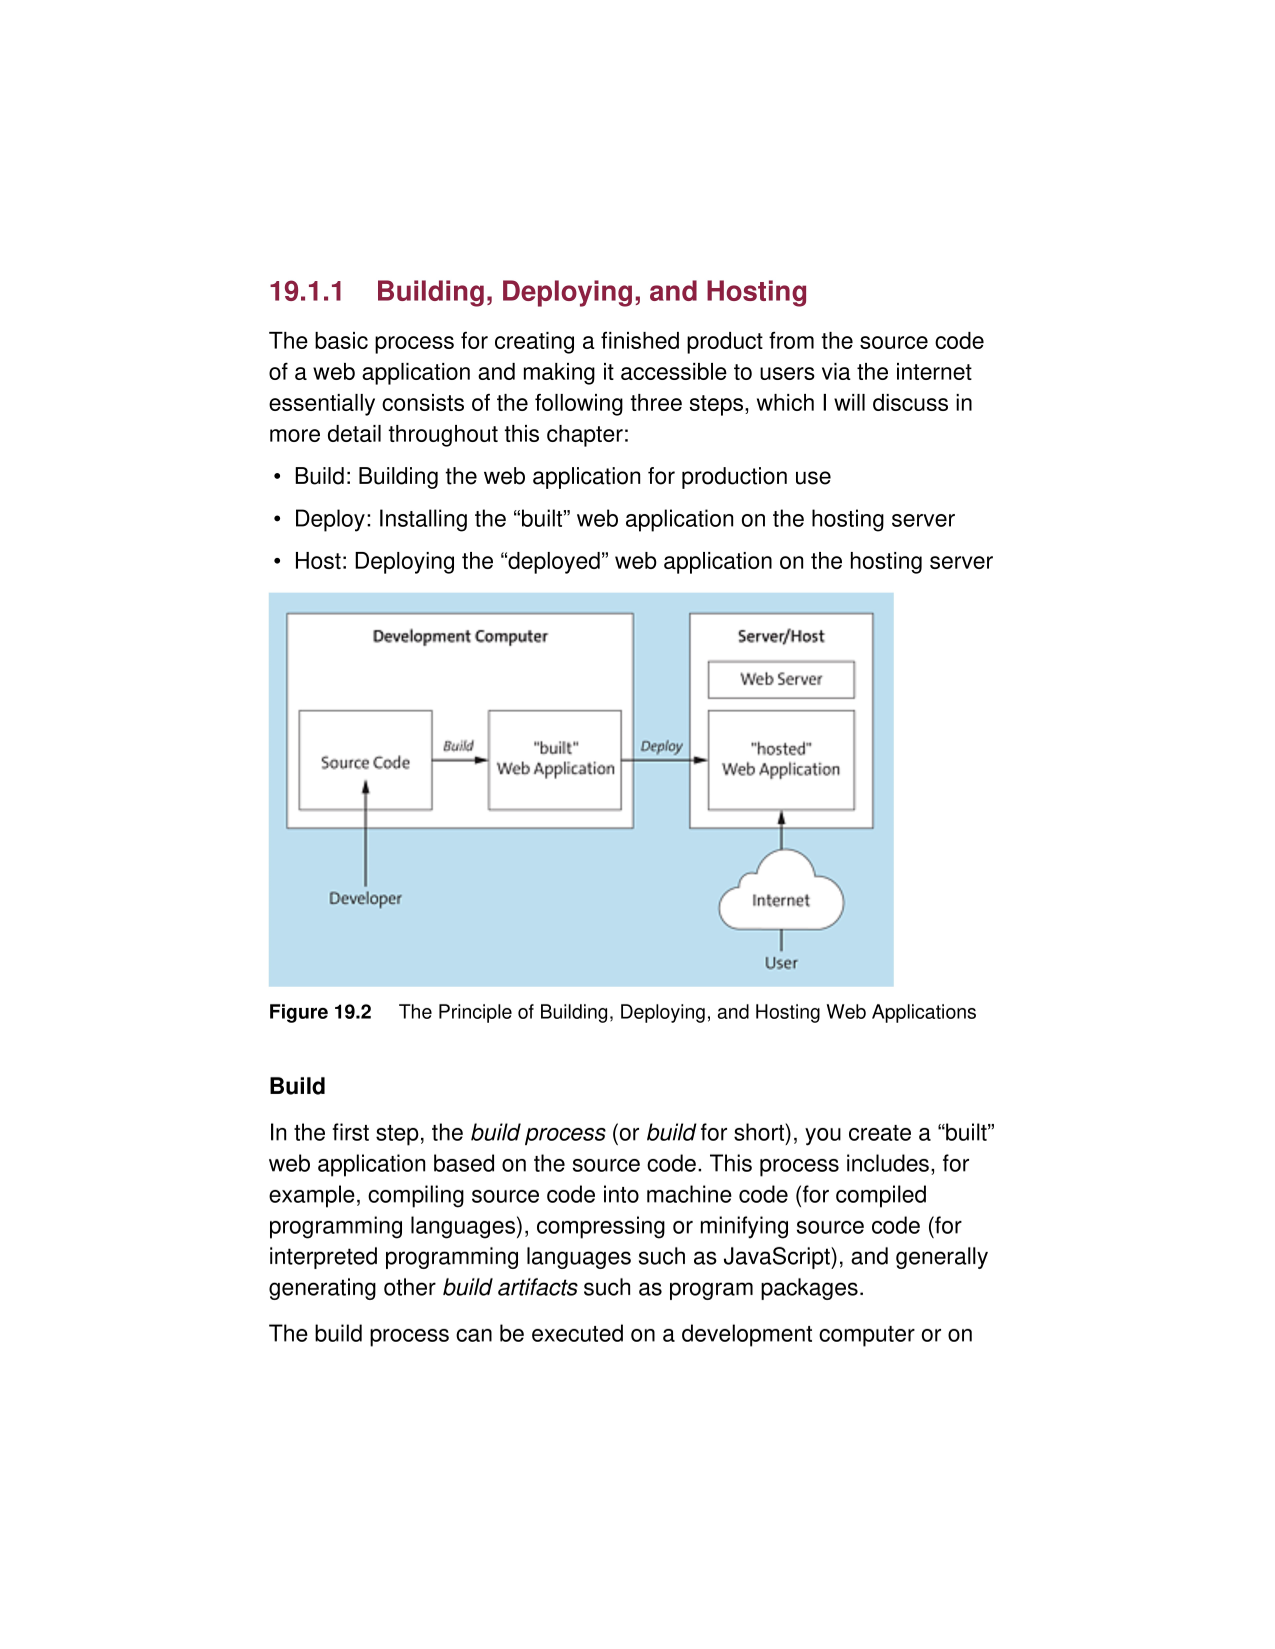 19.1.1 Building, Deploying, and Hosting
The basic process for creating a finished product from the source code
of a web application and making it accessible to users via the internet
essentially consists of the following three steps, which I will discuss in
more detail throughout this chapter:
• Build: Building the web application for production use
• Deploy: Installing the “built” web application on the hosting server
• Host: Deploying the “deployed” web application on the hosting server
Development Computer
Source Code
Build
"built"
Web Application
Developer
Deploy
Server/Host
Web Server
"hosted"
Web Application
Internet
User
Figure 19.2 The Principle of Building, Deploying, and Hosting Web Applications
Build
In the first step, the build process (or build for short), you create a “built”
web application based on the source code. This process includes, for
example, compiling source code into machine code (for compiled
programming languages), compressing or minifying source code (for
interpreted programming languages such as JavaScript), and generally
generating other build artifacts such as program packages.
The build process can be executed on a development computer or on